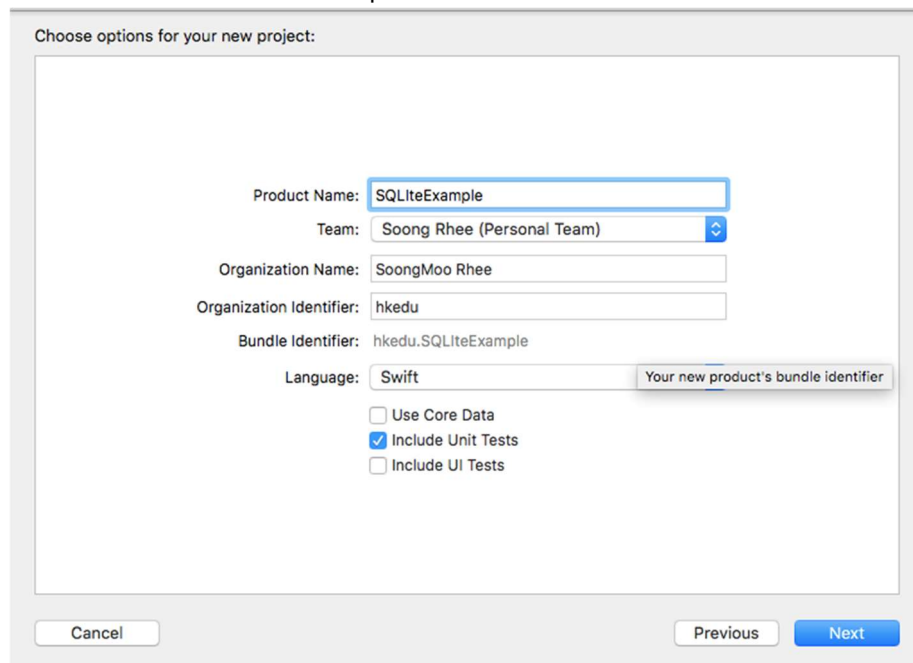 Choose options for your new project:
Product Name: SQLIteExample
Team: Soong Rhee (Personal Team)
Organization Name: SoongMoo Rhee
Organization Identifier: hkedu
Bundle Identifier: hkedu.SQLIteExample
Language: Swift
Your new product's bundle identifier
Use Core Data
Include Unit Tests
Include UI Tests
Cancel Previous Next